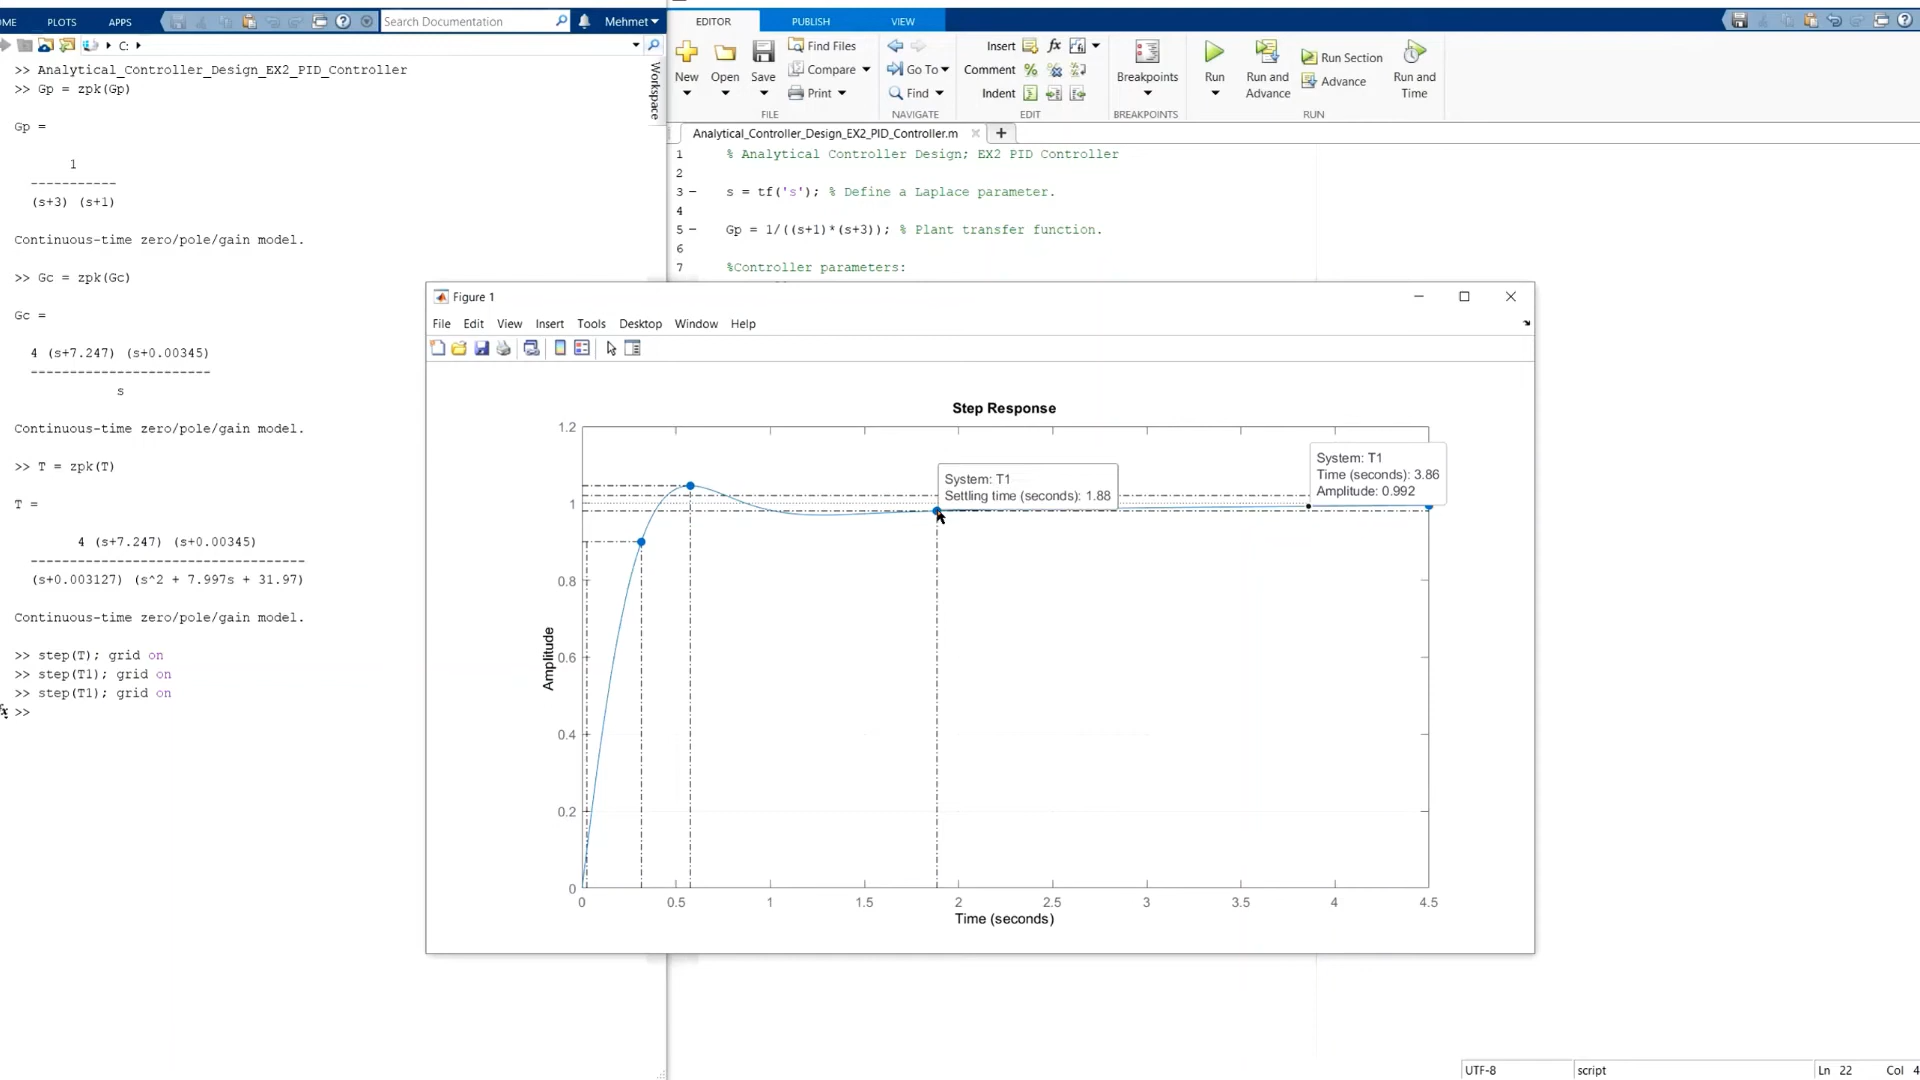 OME PLOTS APPS Search Documentation Mehmet
C:
>> Analytical_Controller_Design_EX2_PID_Controller
>> Gp = zpk(Gp)
Gp =
1
-----------
(s+3) (s+1)
Continuous-time zero/pole/gain model.
>> Gc = zpk(Gc)
Gc =
4 (s+7.247) (s+0.00345)
-----------------------
s
Continuous-time zero/pole/gain model.
>> T = zpk(T)
T =
4 (s+7.247) (s+0.00345)
-----------------------------------
(s+0.003127) (s^2 + 7.997s + 31.97)
Continuous-time zero/pole/gain model.
>> step(T); grid on
>> step(T1); grid on
>> step(T1); grid on
>>
Workspace
EDITOR PUBLISH VIEW
New Open Save Find Files Compare Print
Go To Find
Insert fx
Comment
Indent
Breakpoints
Run Run and Advance Run Section Advance Run and Time
FILE NAVIGATE EDIT BREAKPOINTS RUN
Analytical_Controller_Design_EX2_PID_Controller.m
1 % Analytical Controller Design; EX2 PID Controller
2
3 – s = tf('s'); % Define a Laplace parameter.
4
5 – Gp = 1/((s+1)*(s+3)); % Plant transfer function.
6
7 %Controller parameters:
Figure 1
File Edit View Insert Tools Desktop Window Help
Step Response
System: T1
Settling time (seconds): 1.88
System: T1
Time (seconds): 3.86
Amplitude: 0.992
Amplitude
1.2
1
0.8
0.6
0.4
0.2
0
0 0.5 1 1.5 2 2.5 3 3.5 4 4.5
Time (seconds)
UTF-8 script Ln 22 Col 4